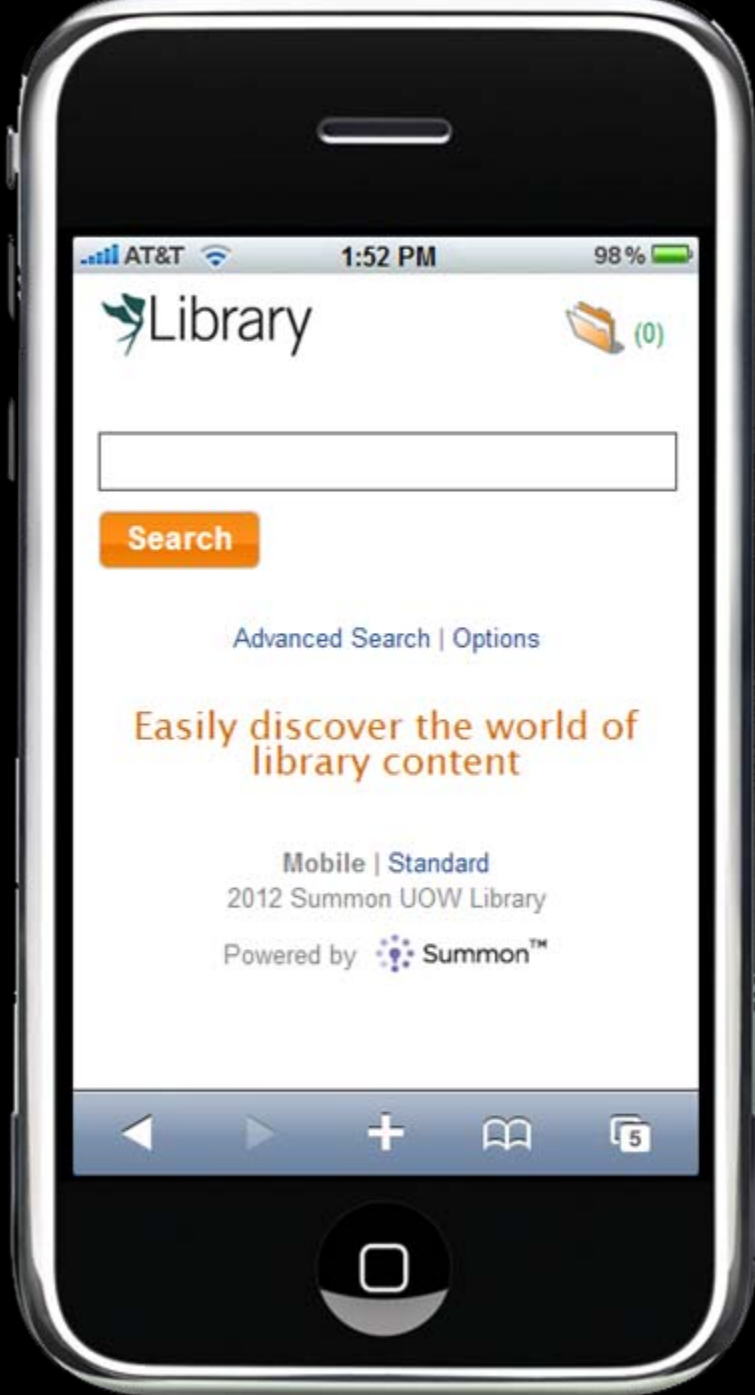 AT&T 1:52 PM 98%
Library (0)
Search
Advanced Search | Options
Easily discover the world of
library content
Mobile | Standard
2012 Summon UOW Library
Powered by Summon™
5